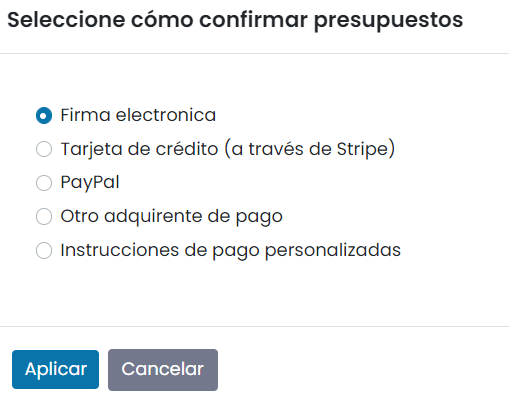 Seleccione cómo confirmar presupuestos
Firma electronica
Tarjeta de crédito (a través de Stripe)
PayPal
Otro adquirente de pago
Instrucciones de pago personalizadas
Aplicar
Cancelar